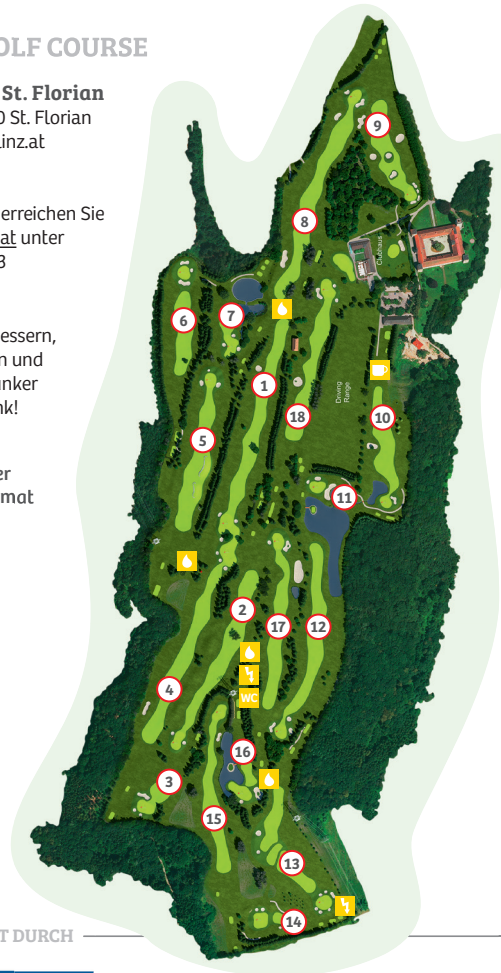 OLF COURSE
St. Florian
0 St. Florian
inz.at
erreichen Sie
at unter
3
essern,
n und
unker
nk!
er
mat
9
8
Clubhaus
6
7
1
18
Driving
Range
10
5
11
2
17
12
WC
4
16
3
15
13
14
T DURCH